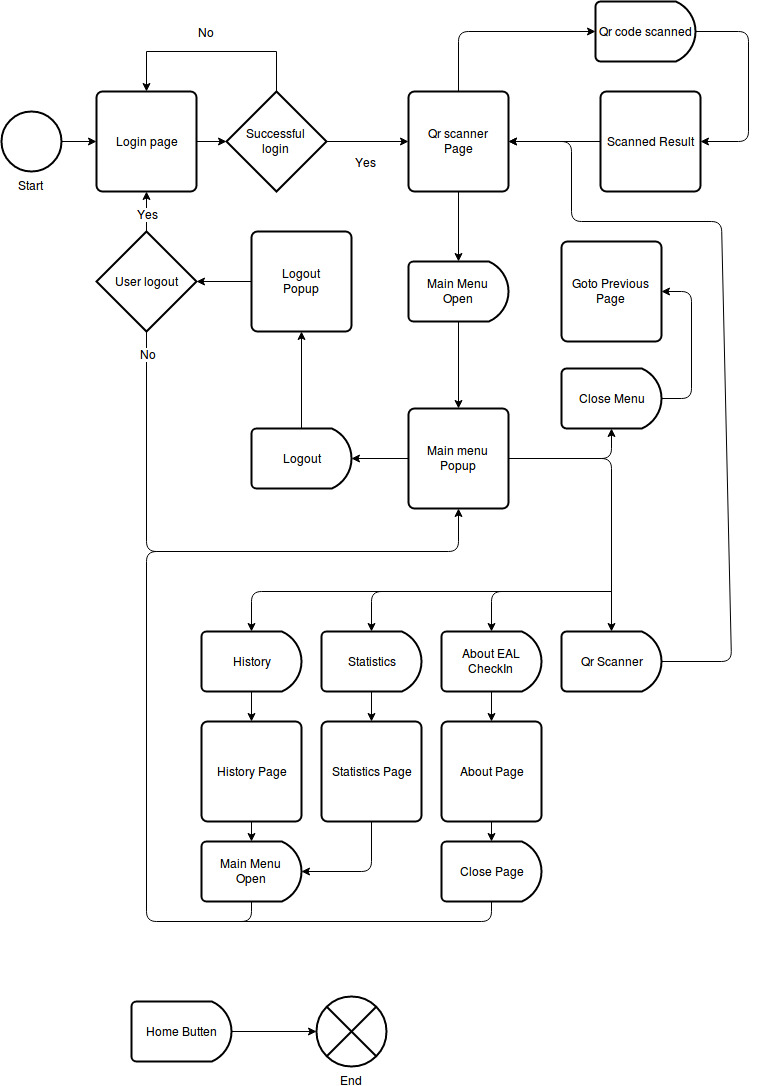 No
Qr code scanned
Login page
Successful
login
Qr scanner
Page
Scanned Result
Yes
Start
Yes
User logout
Logout
Popup
Main Menu
Open
Goto Previous
Page
No
Close Menu
Logout
Main menu
Popup
History
Statistics
About EAL
CheckIn
Qr Scanner
History Page
Statistics Page
About Page
Main Menu
Open
Close Page
Home Butten
End